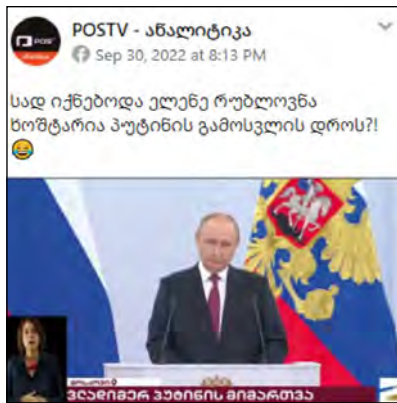 POSTV - ანალიტიკა
Sep 30, 2022 at 8:13 PM
სად იქნებოდა ელენე რუბლოვნა
ხოშტარია პუტინის გამოსვლის დროს?!
ვლადიმერ პუტინის მიმართვა